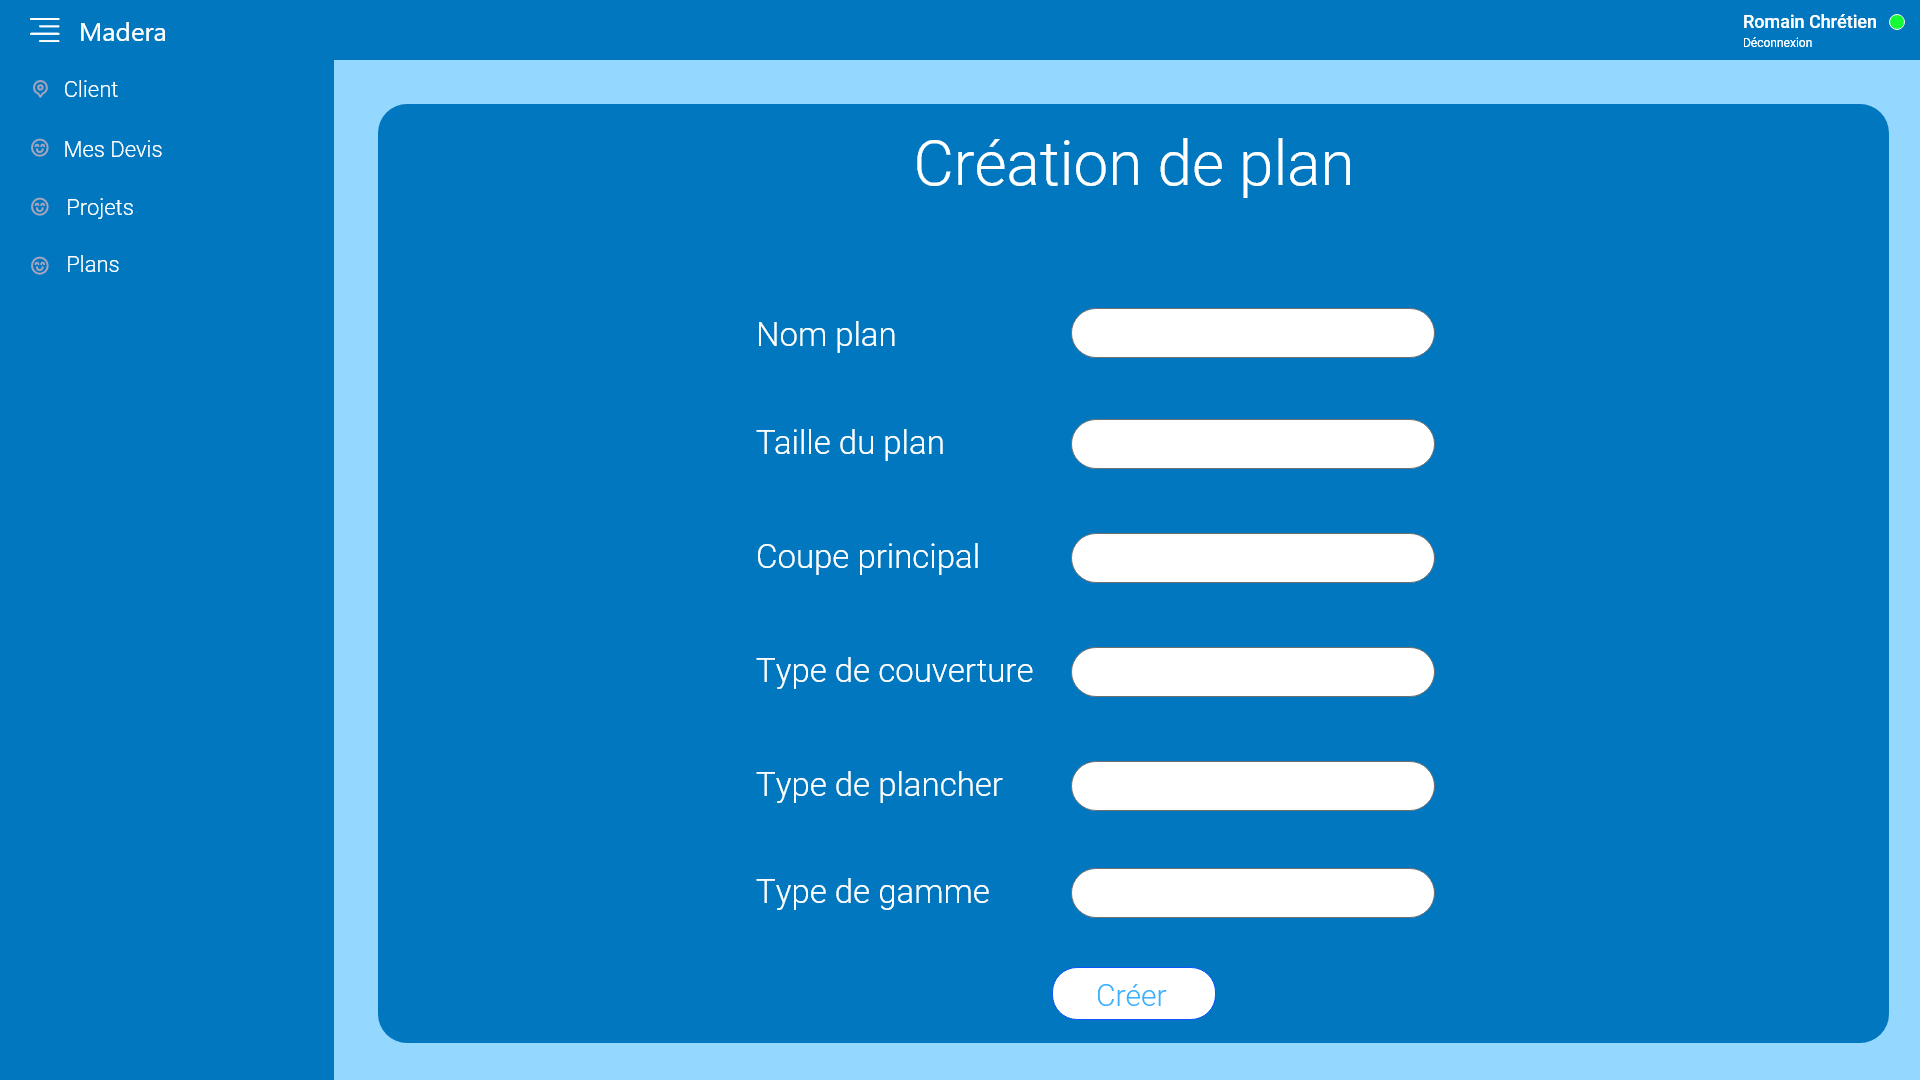 Madera
Romain Chrétien
Déconnexion
Client
Mes Devis
Projets
Plans
Création de plan
Nom plan
Taille du plan
Coupe principal
Type de couverture
Type de plancher
Type de gamme
Créer